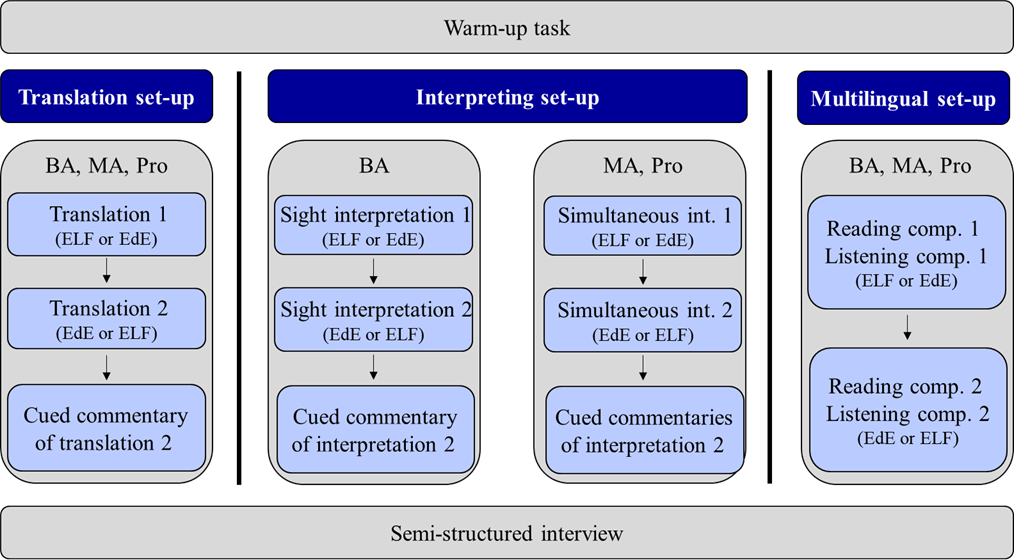 Warm-up task
Translation set-up
Interpreting set-up
Multilingual set-up
BA, MA, Pro
Translation 1
(ELF or EdE)
Translation 2
(EdE or ELF)
Cued commentary
of translation 2
BA
Sight interpretation 1
(ELF or EdE)
Sight interpretation 2
(EdE or ELF)
Cued commentary
of interpretation 2
MA, Pro
Simultaneous int. 1
(ELF or EdE)
Simultaneous int. 2
(EdE or ELF)
Cued commentaries
of interpretation 2
BA, MA, Pro
Reading comp. 1
Listening comp. 1
(ELF or EdE)
Reading comp. 2
Listening comp. 2
(EdE or ELF)
Semi-structured interview